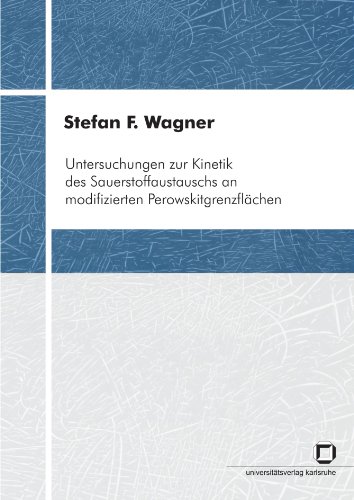 Stefan F. Wagner
Untersuchungen zur Kinetik
des Sauerstoffaustauschs an
modifizierten Perowskitgrenzflächen
universitätsverlag karlsruhe